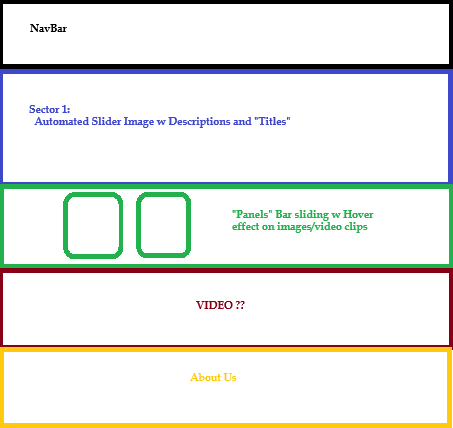 NavBar
Sector 1:
Automated Slider Image w Descriptions and "Titles"
"Panels" Bar sliding w Hover
effect on images/video clips
VIDEO ??
About Us